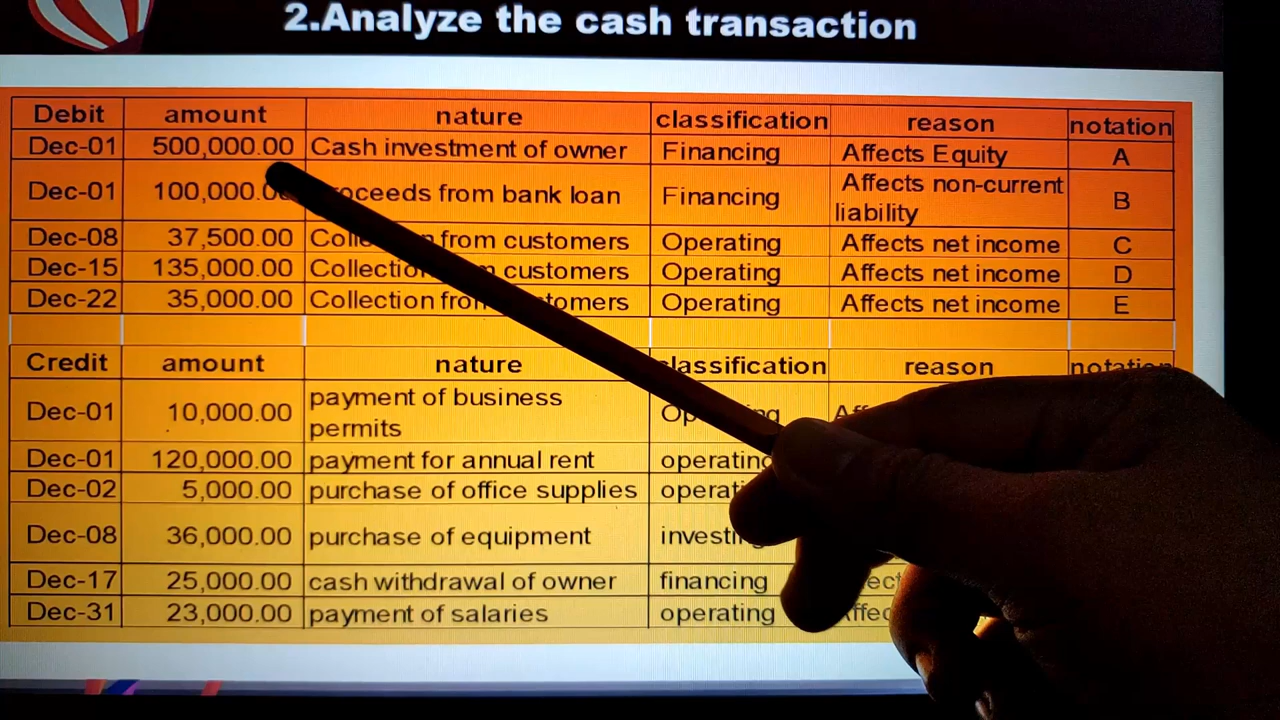 2.Analyze the cash transaction
Debit amount nature classification reason notation
Dec-01 500,000.00 Cash investment of owner Financing Affects Equity A
Dec-01 100,000.00 from bank loan Financing Affects non-current liability B
Dec-08 37,500.00 from customers Operating Affects net income C
Dec-15 135,000.00 Collection customers Operating Affects net income D
Dec-22 35,000.00 Collection from customers Operating Affects net income E
Credit amount nature classification reason notation
Dec-01 10,000.00 payment of business permits
Dec-01 120,000.00 payment for annual rent operating
Dec-02 5,000.00 purchase of office supplies
Dec-08 36,000.00 purchase of equipment
Dec-17 25,000.00 cash withdrawal of owner financing
Dec-31 23,000.00 payment of salaries operating